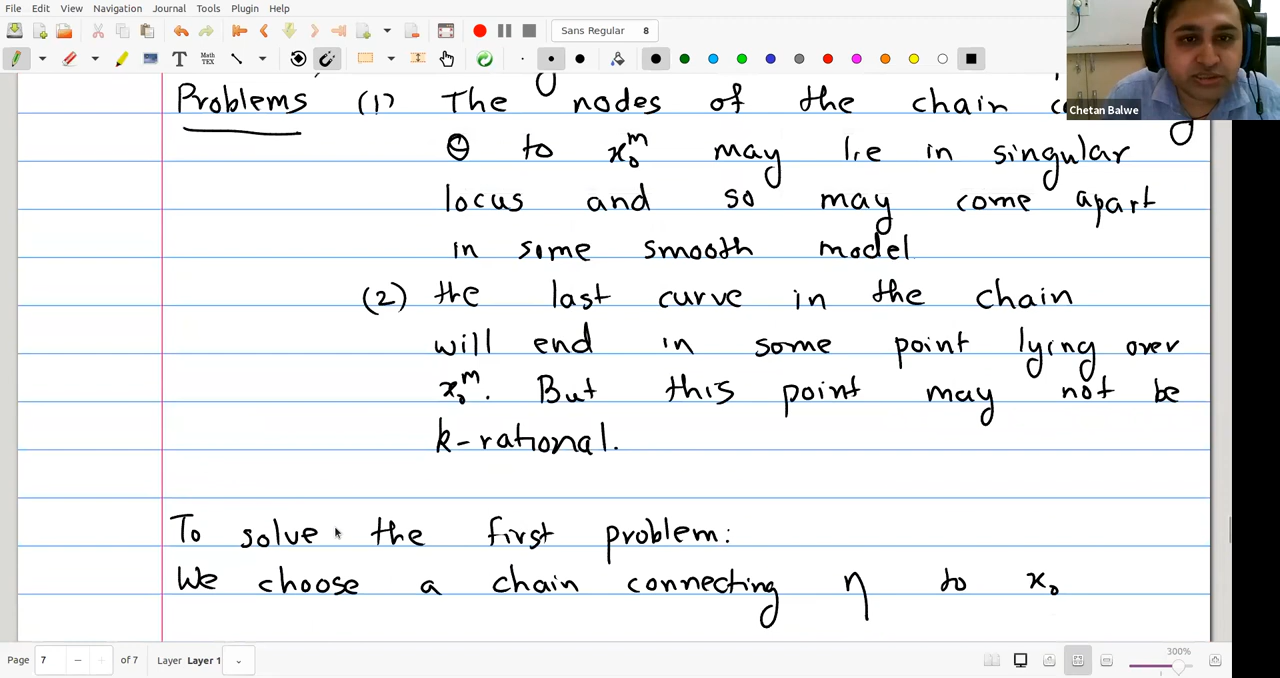 File Edit View Navigation Journal Tools Plugin Help
Sans Regular 8
Math TEX
Chetan Balwe
Problems (1) The nodes of the chain
Θ to x₀ᵐ may lie in singular
locus and so may come apart
in some smooth model
(2) the last curve in the chain
will end in some point lying over
x₀ᵐ. But this point may not be
k-rational.
To solve the first problem:
We choose a chain connecting η to x₀
Page 7 of 7 Layer Layer 1
300%